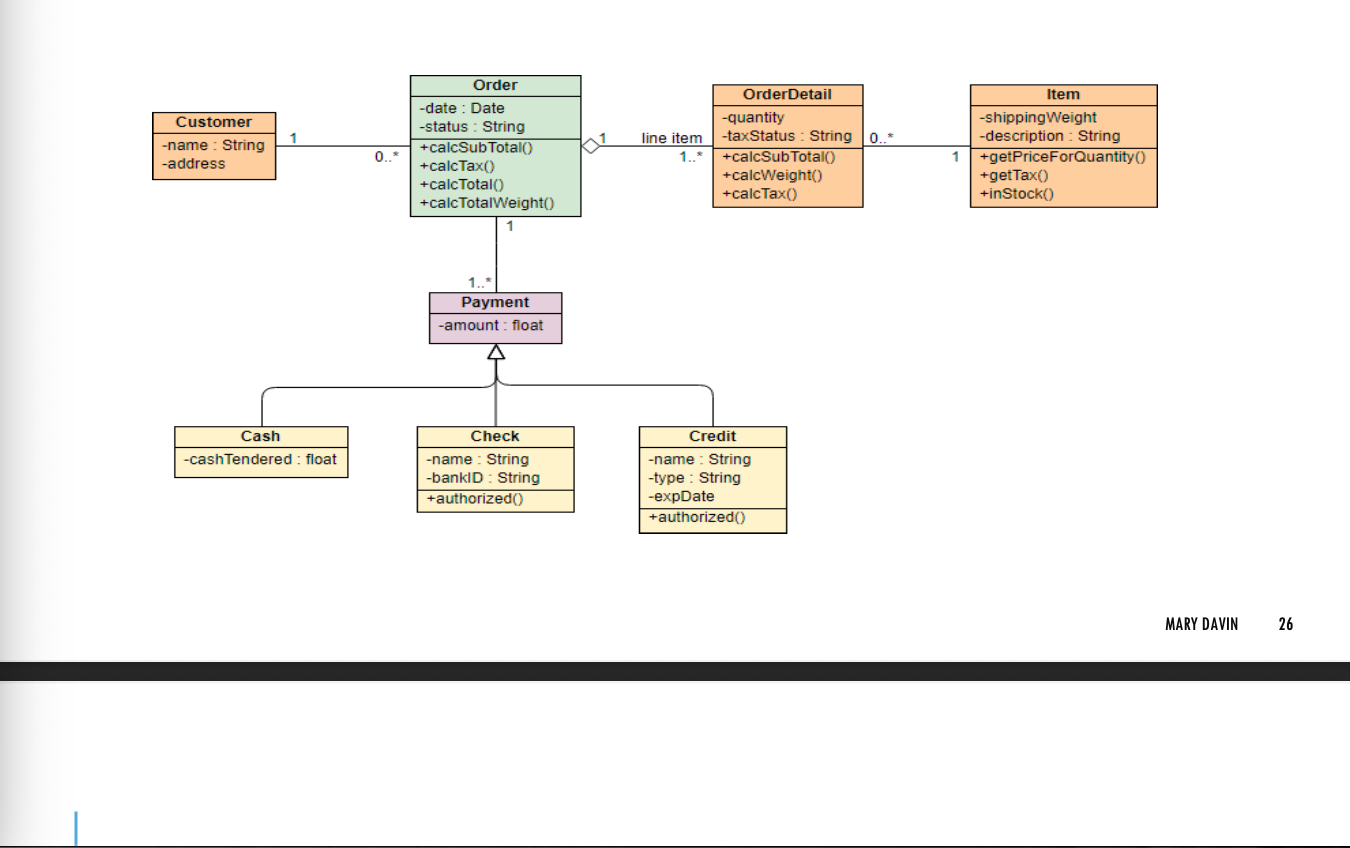 Customer
-name : String
-address
1
0..*
Order
-date : Date
-status : String
+calcSubTotal()
+calcTax()
+calcTotal()
+calcTotalWeight()
1
line item
1..*
OrderDetail
-quantity
-taxStatus : String
+calcSubTotal()
+calcWeight()
+calcTax()
0..*
1
Item
-shippingWeight
-description : String
+getPriceForQuantity()
+getTax()
+inStock()
1
1..*
Payment
-amount : float
Cash
-cashTendered : float
Check
-name : String
-bankID : String
+authorized()
Credit
-name : String
-type : String
-expDate
+authorized()
MARY DAVIN 26